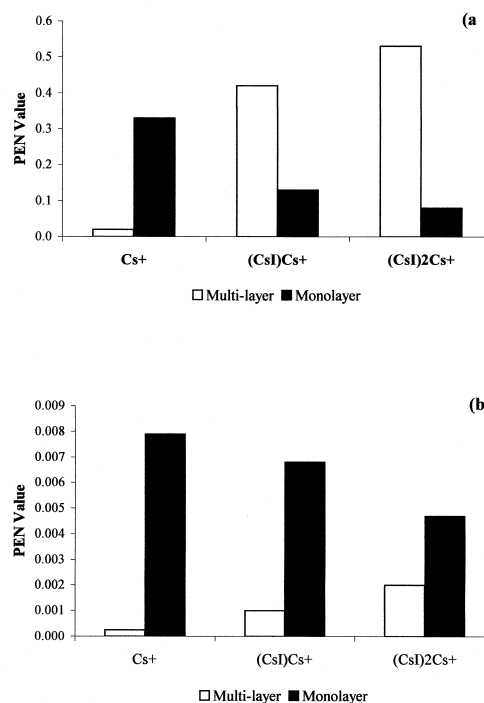 (a
0.6
0.5
0.4
0.3
0.2
0.1
0.0
PEN Value
Cs+ (CsI)Cs+ (CsI)2Cs+
Multi-layer Monolayer
(b
0.009
0.008
0.007
0.006
0.005
0.004
0.003
0.002
0.001
0.000
PEN Value
Cs+ (CsI)Cs+ (CsI)2Cs+
Multi-layer Monolayer